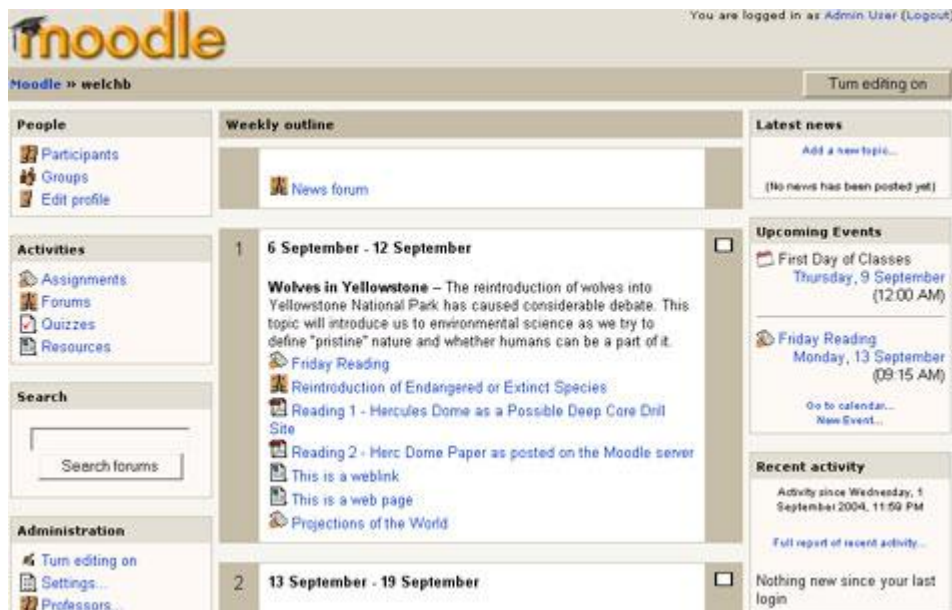 moodle
You are logged in as Admin User (Logout)
Moodle » welchb
Turn editing on
People
Participants
Groups
Edit profile
Activities
Assignments
Forums
Quizzes
Resources
Search
Search forums
Administration
Turn editing on
Settings...
Professors...
Weekly outline
News forum
1
6 September - 12 September
Wolves in Yellowstone – The reintroduction of wolves into
Yellowstone National Park has caused considerable debate. This
topic will introduce us to environmental science as we try to
define "pristine" nature and whether humans can be a part of it.
Friday Reading
Reintroduction of Endangered or Extinct Species
Reading 1 - Hercules Dome as a Possible Deep Core Drill
Site
Reading 2 - Herc Dome Paper as posted on the Moodle server
This is a weblink
This is a web page
Projections of the World
2
13 September - 19 September
Latest news
Add a new topic...
(No news has been posted yet)
Upcoming Events
First Day of Classes
Thursday, 9 September
(12:00 AM)
Friday Reading
Monday, 13 September
(09:15 AM)
Go to calendar...
New Event...
Recent activity
Activity since Wednesday, 1
September 2004, 11:59 PM
Full report of recent activity...
Nothing new since your last
login